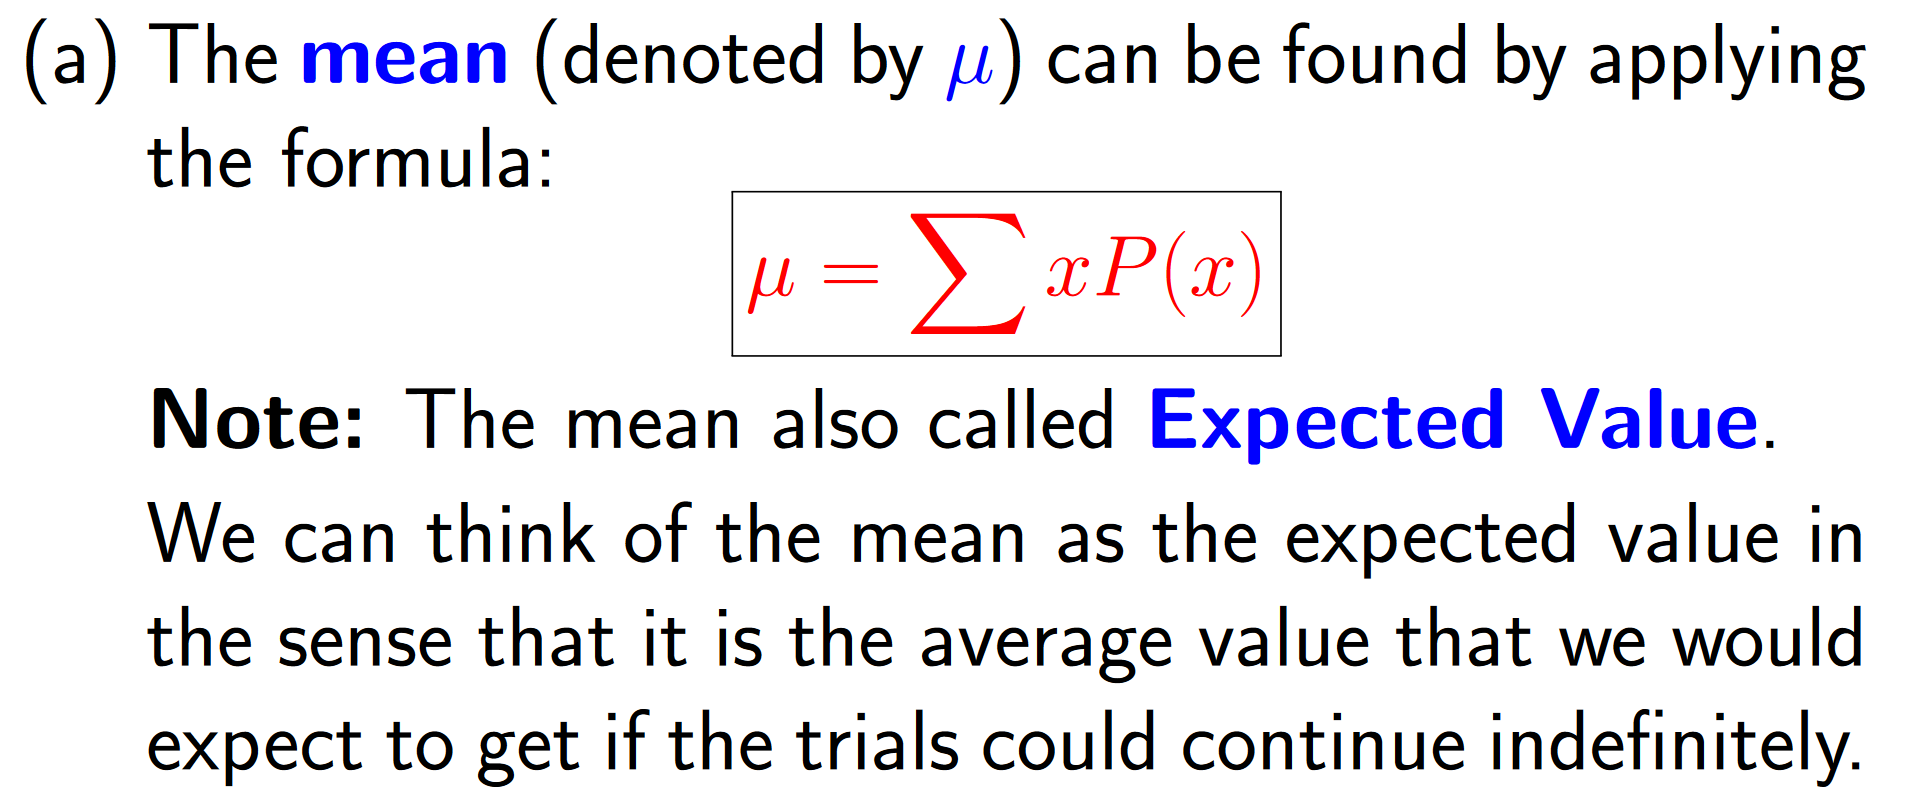 (a) The mean (denoted by μ) can be found by applying
the formula:
μ = ∑ xP(x)
Note: The mean also called Expected Value.
We can think of the mean as the expected value in
the sense that it is the average value that we would
expect to get if the trials could continue indefinitely.